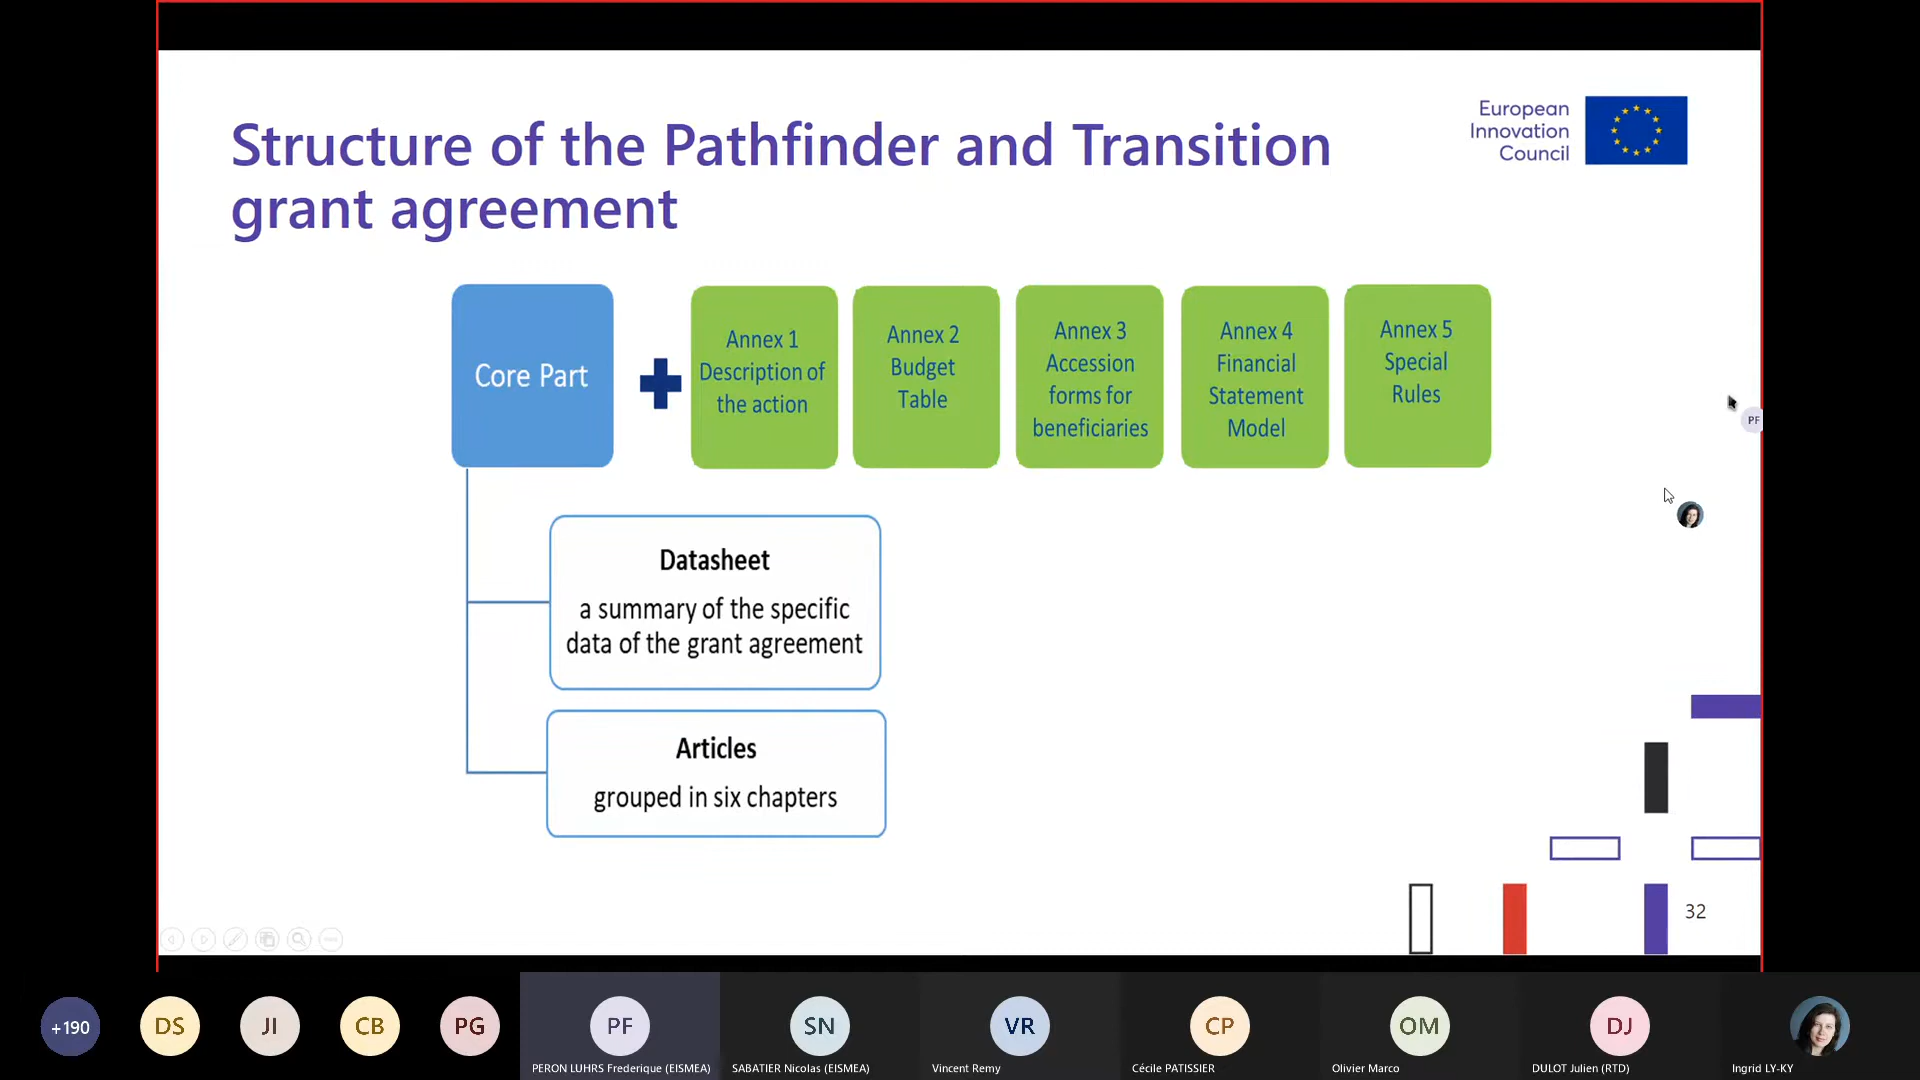 Structure of the Pathfinder and Transition
grant agreement
European
Innovation
Council
Core Part
Annex 1
Description of
the action
Annex 2
Budget
Table
Annex 3
Accession
forms for
beneficiaries
Annex 4
Financial
Statement
Model
Annex 5
Special
Rules
PF
Datasheet
a summary of the specific
data of the grant agreement
Articles
grouped in six chapters
32
+190
DS
JI
CB
PG
PF
PERON LUHRS Frederique (EISMEA)
SN
SABATIER Nicolas (EISMEA)
VR
Vincent Remy
CP
Cécile PATISSIER
OM
Olivier Marco
DJ
DULOT Julien (RTD)
Ingrid LY-KY